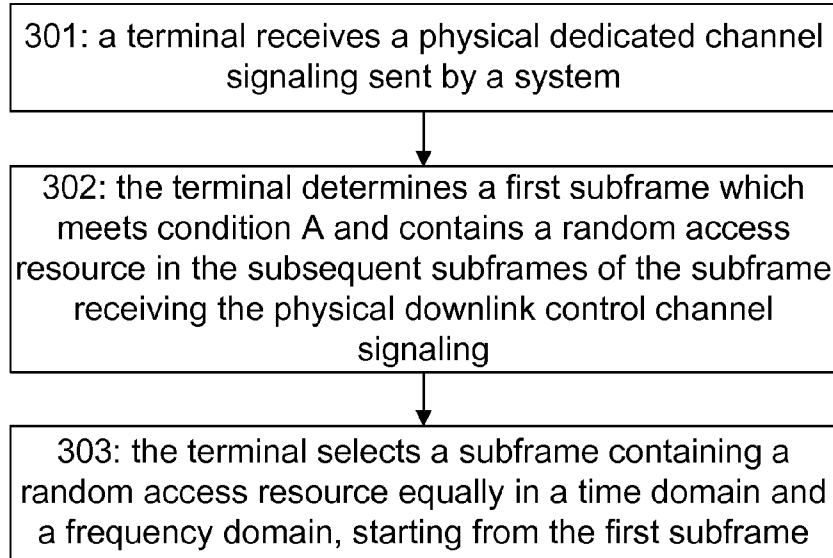 301: a terminal receives a physical dedicated channel
signaling sent by a system
302: the terminal determines a first subframe which
meets condition A and contains a random access
resource in the subsequent subframes of the subframe
receiving the physical downlink control channel
signaling
303: the terminal selects a subframe containing a
random access resource equally in a time domain and
a frequency domain, starting from the first subframe